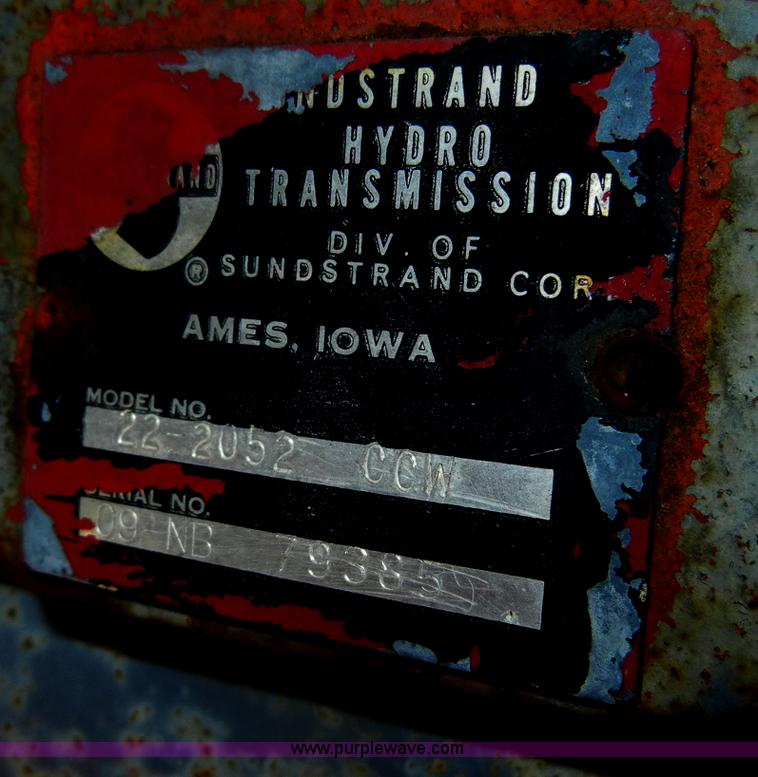 NDSTRAND
HYDRO
AND
TRANSMISSION
DIV. OF
® SUNDSTRAND COR
AMES, IOWA
MODEL NO.
22-2052 CCW
SERIAL NO.
09-NB
www.purplewave.com